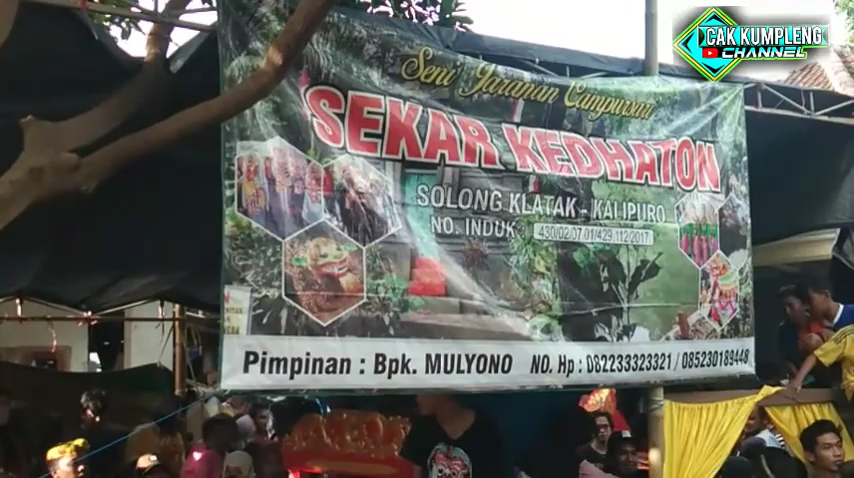 CAK KUMPLENG
CHANNEL
Seni Jaranan Campursari
SEKAR KEDHATON
SOLONG KLATAK - KALIPURO
NO. INDUK : 430/02.07.01/429.112/2017
Pimpinan : Bpk. MULYONO NO. Hp : 082233323321 / 085230189448